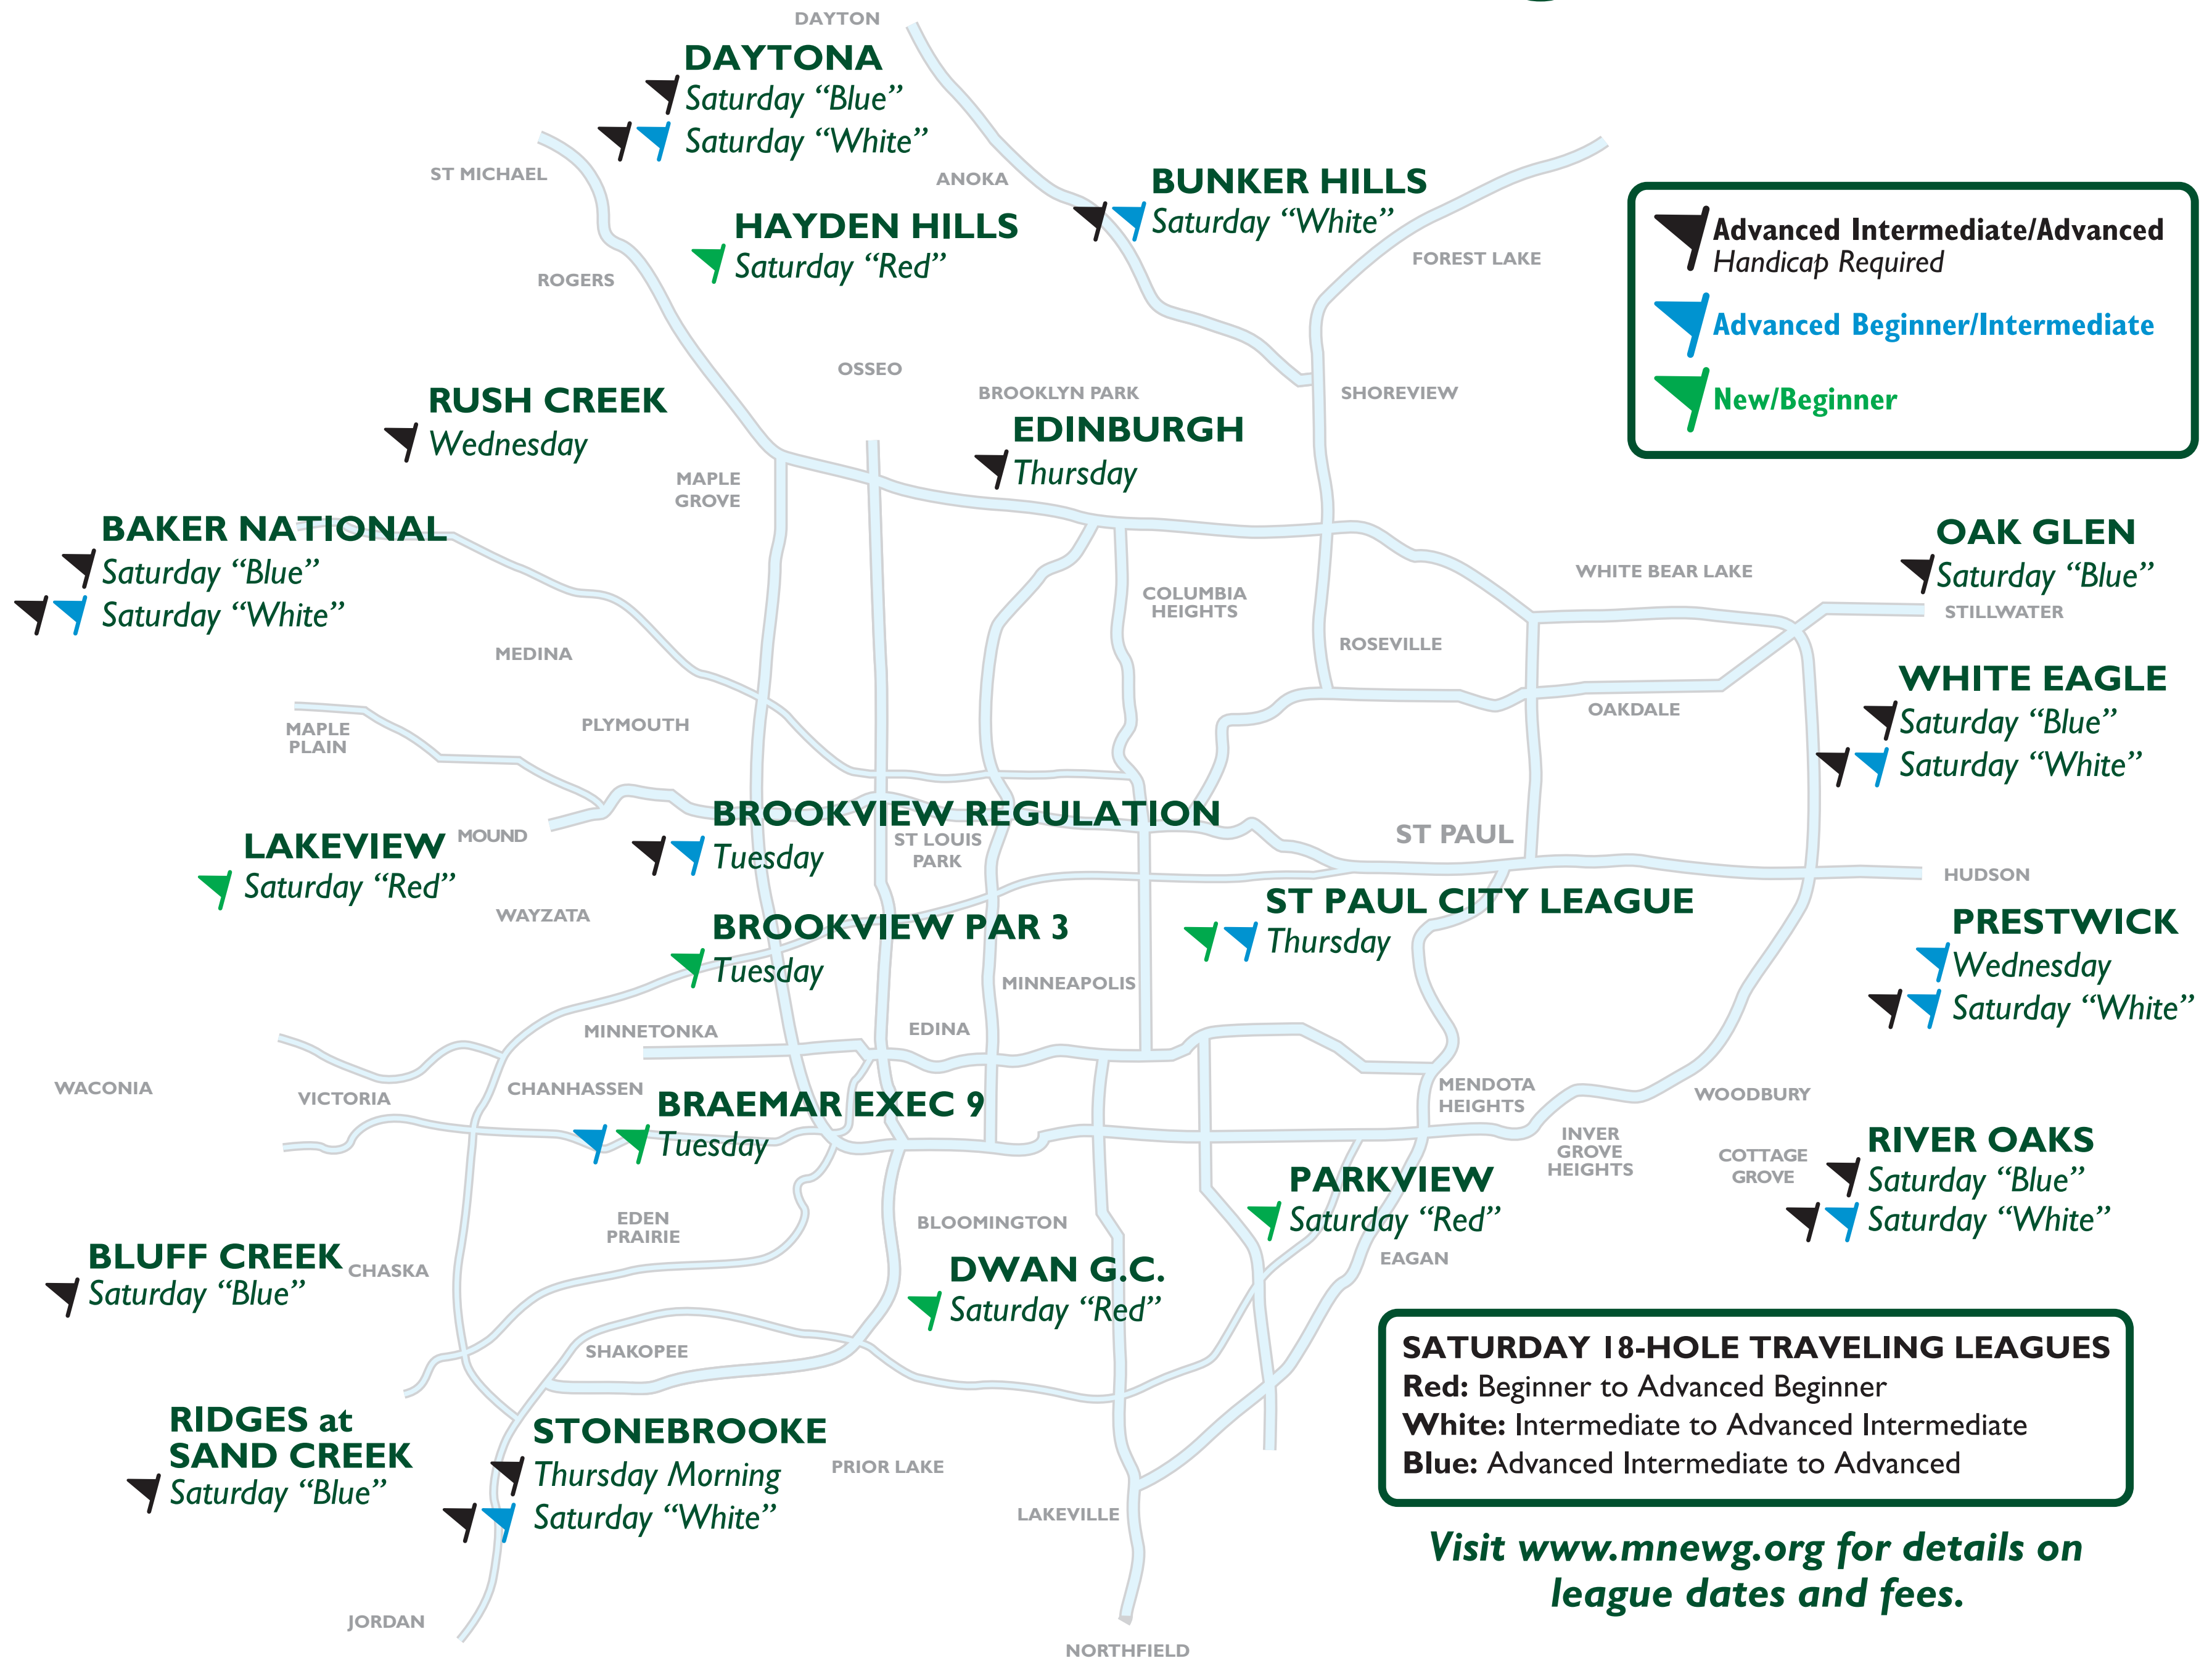 DAYTON
DAYTONA
Saturday “Blue”
Saturday “White”
ST MICHAEL
ANOKA
BUNKER HILLS
Saturday “White”
HAYDEN HILLS
Saturday “Red”
ROGERS
FOREST LAKE
Advanced Intermediate/Advanced
Handicap Required
Advanced Beginner/Intermediate
New/Beginner
OSSEO
BROOKLYN PARK
SHOREVIEW
RUSH CREEK
Wednesday
EDINBURGH
Thursday
MAPLE
GROVE
BAKER NATIONAL
Saturday “Blue”
Saturday “White”
OAK GLEN
Saturday “Blue”
WHITE BEAR LAKE
STILLWATER
COLUMBIA
HEIGHTS
ROSEVILLE
MEDINA
WHITE EAGLE
Saturday “Blue”
Saturday “White”
OAKDALE
MAPLE
PLAIN
PLYMOUTH
BROOKVIEW REGULATION
Tuesday
ST LOUIS
PARK
ST PAUL
LAKEVIEW
Saturday “Red”
MOUND
HUDSON
WAYZATA
BROOKVIEW PAR 3
Tuesday
ST PAUL CITY LEAGUE
Thursday
PRESTWICK
Wednesday
Saturday “White”
MINNEAPOLIS
MINNETONKA
EDINA
WACONIA
VICTORIA
CHANHASSEN
BRAEMAR EXEC 9
Tuesday
MENDOTA
HEIGHTS
WOODBURY
INVER
GROVE
HEIGHTS
COTTAGE
GROVE
RIVER OAKS
Saturday “Blue”
Saturday “White”
PARKVIEW
Saturday “Red”
EDEN
PRAIRIE
BLOOMINGTON
EAGAN
BLUFF CREEK
Saturday “Blue”
CHASKA
DWAN G.C.
Saturday “Red”
SHAKOPEE
SATURDAY 18-HOLE TRAVELING LEAGUES
Red: Beginner to Advanced Beginner
White: Intermediate to Advanced Intermediate
Blue: Advanced Intermediate to Advanced
RIDGES at
SAND CREEK
Saturday “Blue”
STONEBROOKE
Thursday Morning
Saturday “White”
PRIOR LAKE
LAKEVILLE
Visit www.mnewg.org for details on
league dates and fees.
JORDAN
NORTHFIELD